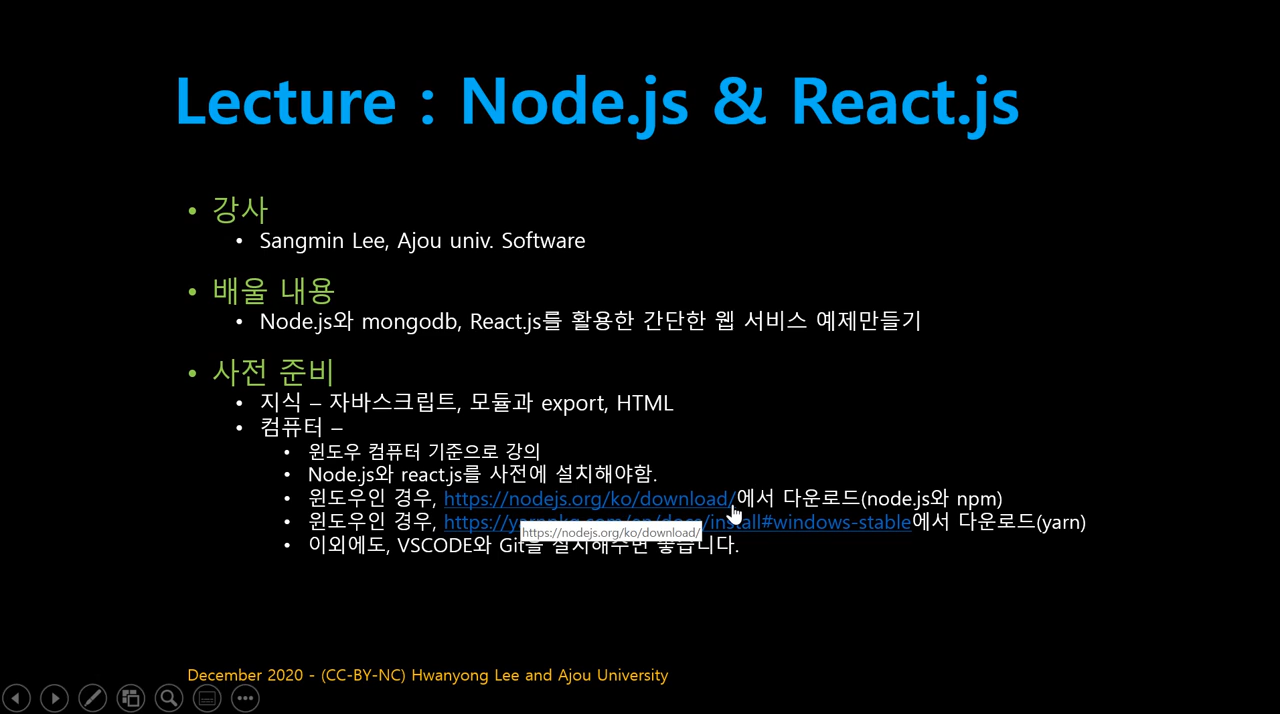 Lecture : Node.js & React.js
• 강사
• Sangmin Lee, Ajou univ. Software
• 배울 내용
• Node.js와 mongodb, React.js를 활용한 간단한 웹 서비스 예제만들기
• 사전 준비
• 지식 – 자바스크립트, 모듈과 export, HTML
• 컴퓨터 –
• 윈도우 컴퓨터 기준으로 강의
• Node.js와 react.js를 사전에 설치해야함.
• 윈도우인 경우, https://nodejs.org/ko/download/에서 다운로드(node.js와 npm)
• 윈도우인 경우, https://yarnpkg.com/en/docs/install#windows-stable에서 다운로드(yarn)
https://nodejs.org/ko/download/
• 이외에도, VSCODE와 Git을 설치해주면 좋습니다.
December 2020 - (CC-BY-NC) Hwanyong Lee and Ajou University